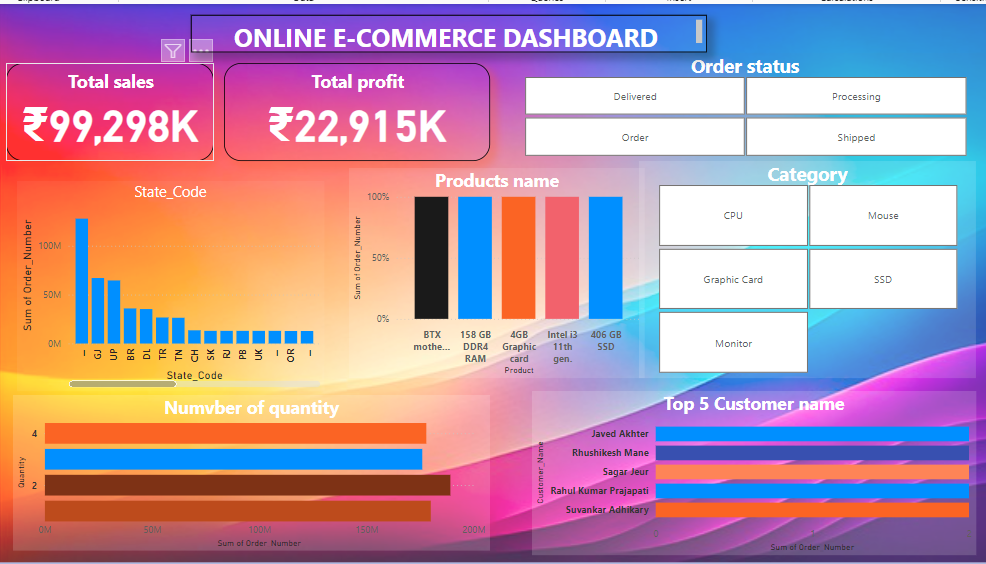 ONLINE E-COMMERCE DASHBOARD
Total sales
₹99,298K
Total profit
₹22,915K
Order status
Delivered
Processing
Order
Shipped
State_Code
Sum of Order_Number
100M
50M
0M
GJ
UP
BR
DL
TR
TN
CH
SK
RJ
PB
UK
OR
State_Code
Products name
Sum of Order_Number
100%
50%
0%
BTX
mothe...
158 GB
DDR4
RAM
4GB
Graphic
card
Intel i3
11th
gen.
406 GB
SSD
Product
Category
CPU
Mouse
Graphic Card
SSD
Monitor
Numvber of quantity
Quantity
4
2
0M
50M
100M
150M
200M
Sum of Order_Number
Top 5 Customer name
Customer_Name
Javed Akhter
Rhushikesh Mane
Sagar Jeur
Rahul Kumar Prajapati
Suvankar Adhikary
Sum of Order_Number